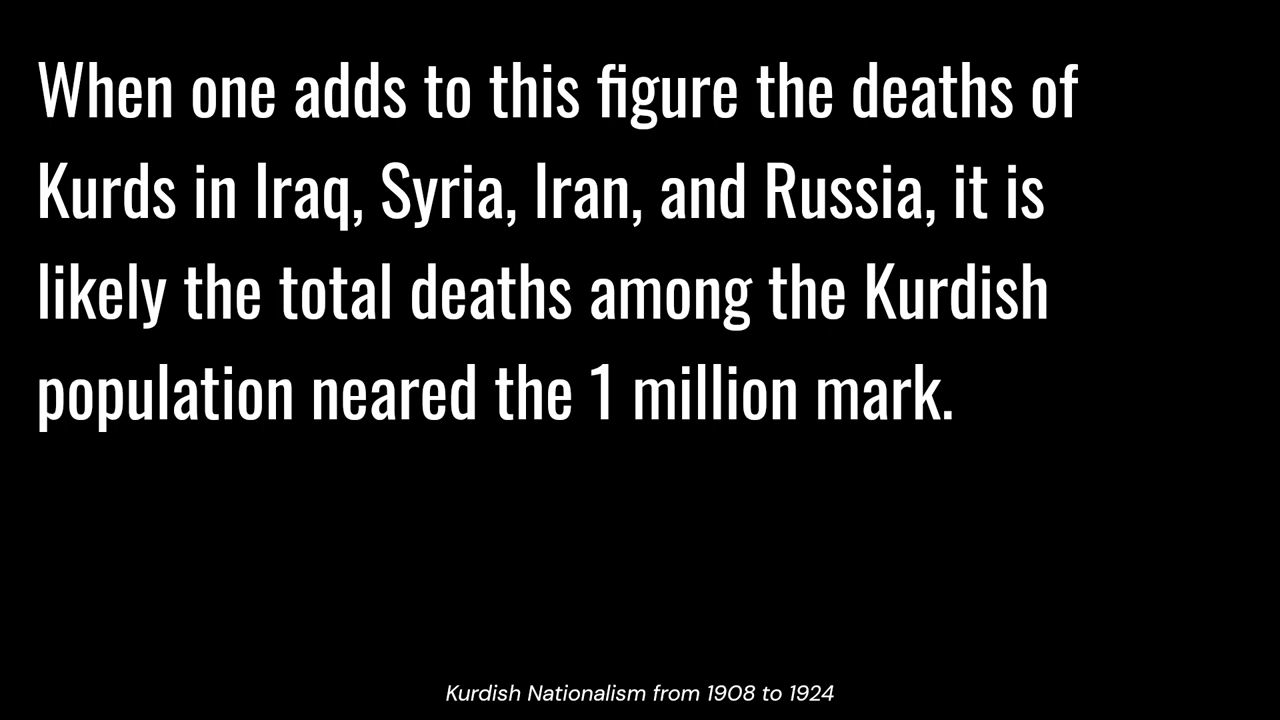 When one adds to this figure the deaths of
Kurds in Iraq, Syria, Iran, and Russia, it is
likely the total deaths among the Kurdish
population neared the 1 million mark.
Kurdish Nationalism from 1908 to 1924